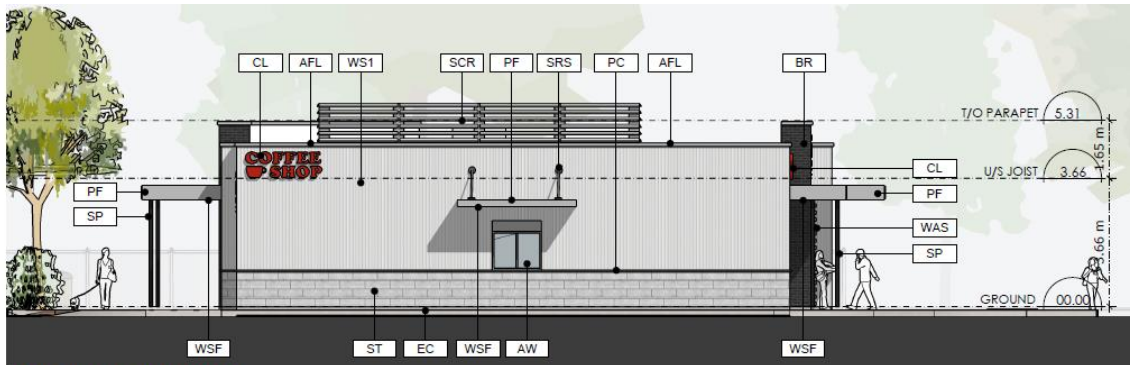 CL AFL WS1 SCR PF SRS PC AFL BR
T/O PARAPET 5.31
1.65 m
COFFEE
SHOP
U/S JOIST 3.66
CL
PF PF
SP WAS
3.66 m
SP
GROUND 00.00
WSF ST EC WSF AW WSF